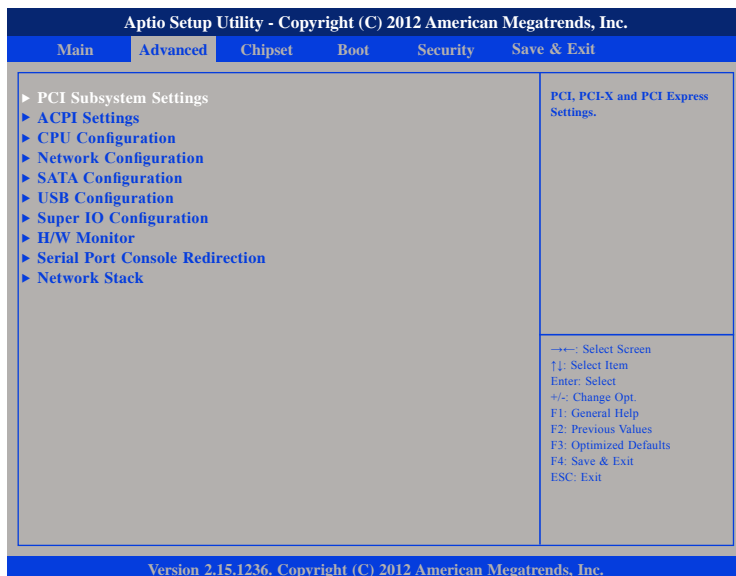 Aptio Setup Utility - Copyright (C) 2012 American Megatrends, Inc.
Main Advanced Chipset Boot Security Save & Exit
▶ PCI Subsystem Settings
▶ ACPI Settings
▶ CPU Configuration
▶ Network Configuration
▶ SATA Configuration
▶ USB Configuration
▶ Super IO Configuration
▶ H/W Monitor
▶ Serial Port Console Redirection
▶ Network Stack
PCI, PCI-X and PCI Express
Settings.
→←: Select Screen
↑↓: Select Item
Enter: Select
+/-: Change Opt.
F1: General Help
F2: Previous Values
F3: Optimized Defaults
F4: Save & Exit
ESC: Exit
Version 2.15.1236. Copyright (C) 2012 American Megatrends, Inc.